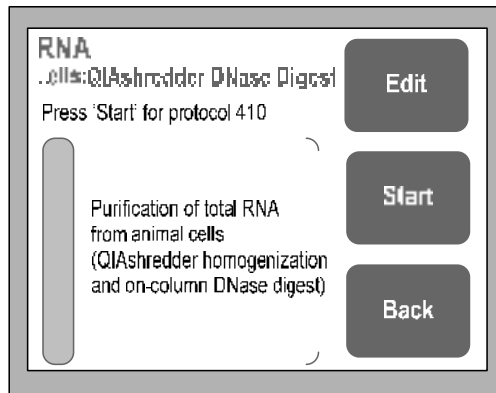 RNA
...ells:QIAshredder DNase Digest
Press 'Start' for protocol 410
Purification of total RNA
from animal cells
(QIAshredder homogenization
and on-column DNase digest)
Edit
Start
Back